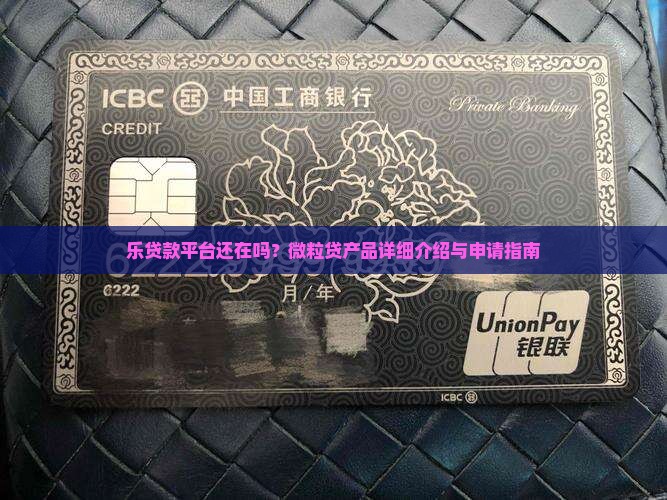 ICBC 中国工商银行
Private Banking
CREDIT
乐贷款平台还在吗？微粒贷产品详细介绍与申请指南
6222
月/年
UnionPay
银联
ICBC